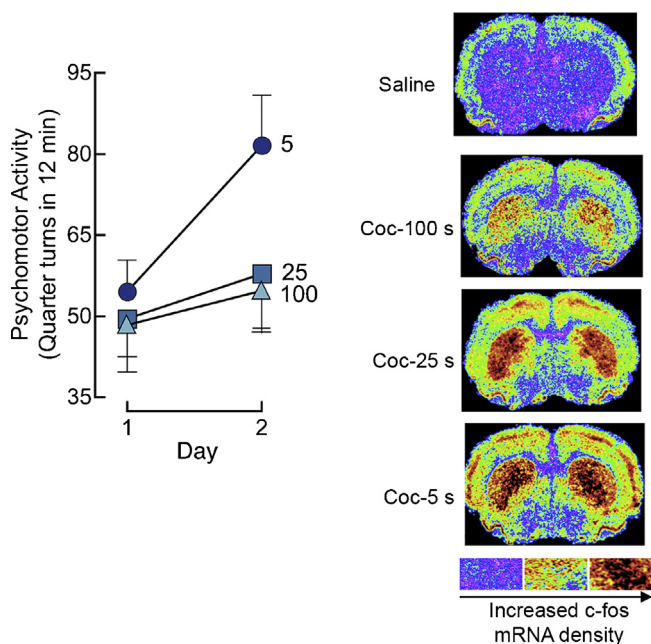 Psychomotor Activity
(Quarter turns in 12 min)
95
80
65
50
35
5
25
100
1
2
Day
Saline
Coc-100 s
Coc-25 s
Coc-5 s
Increased c-fos
mRNA density